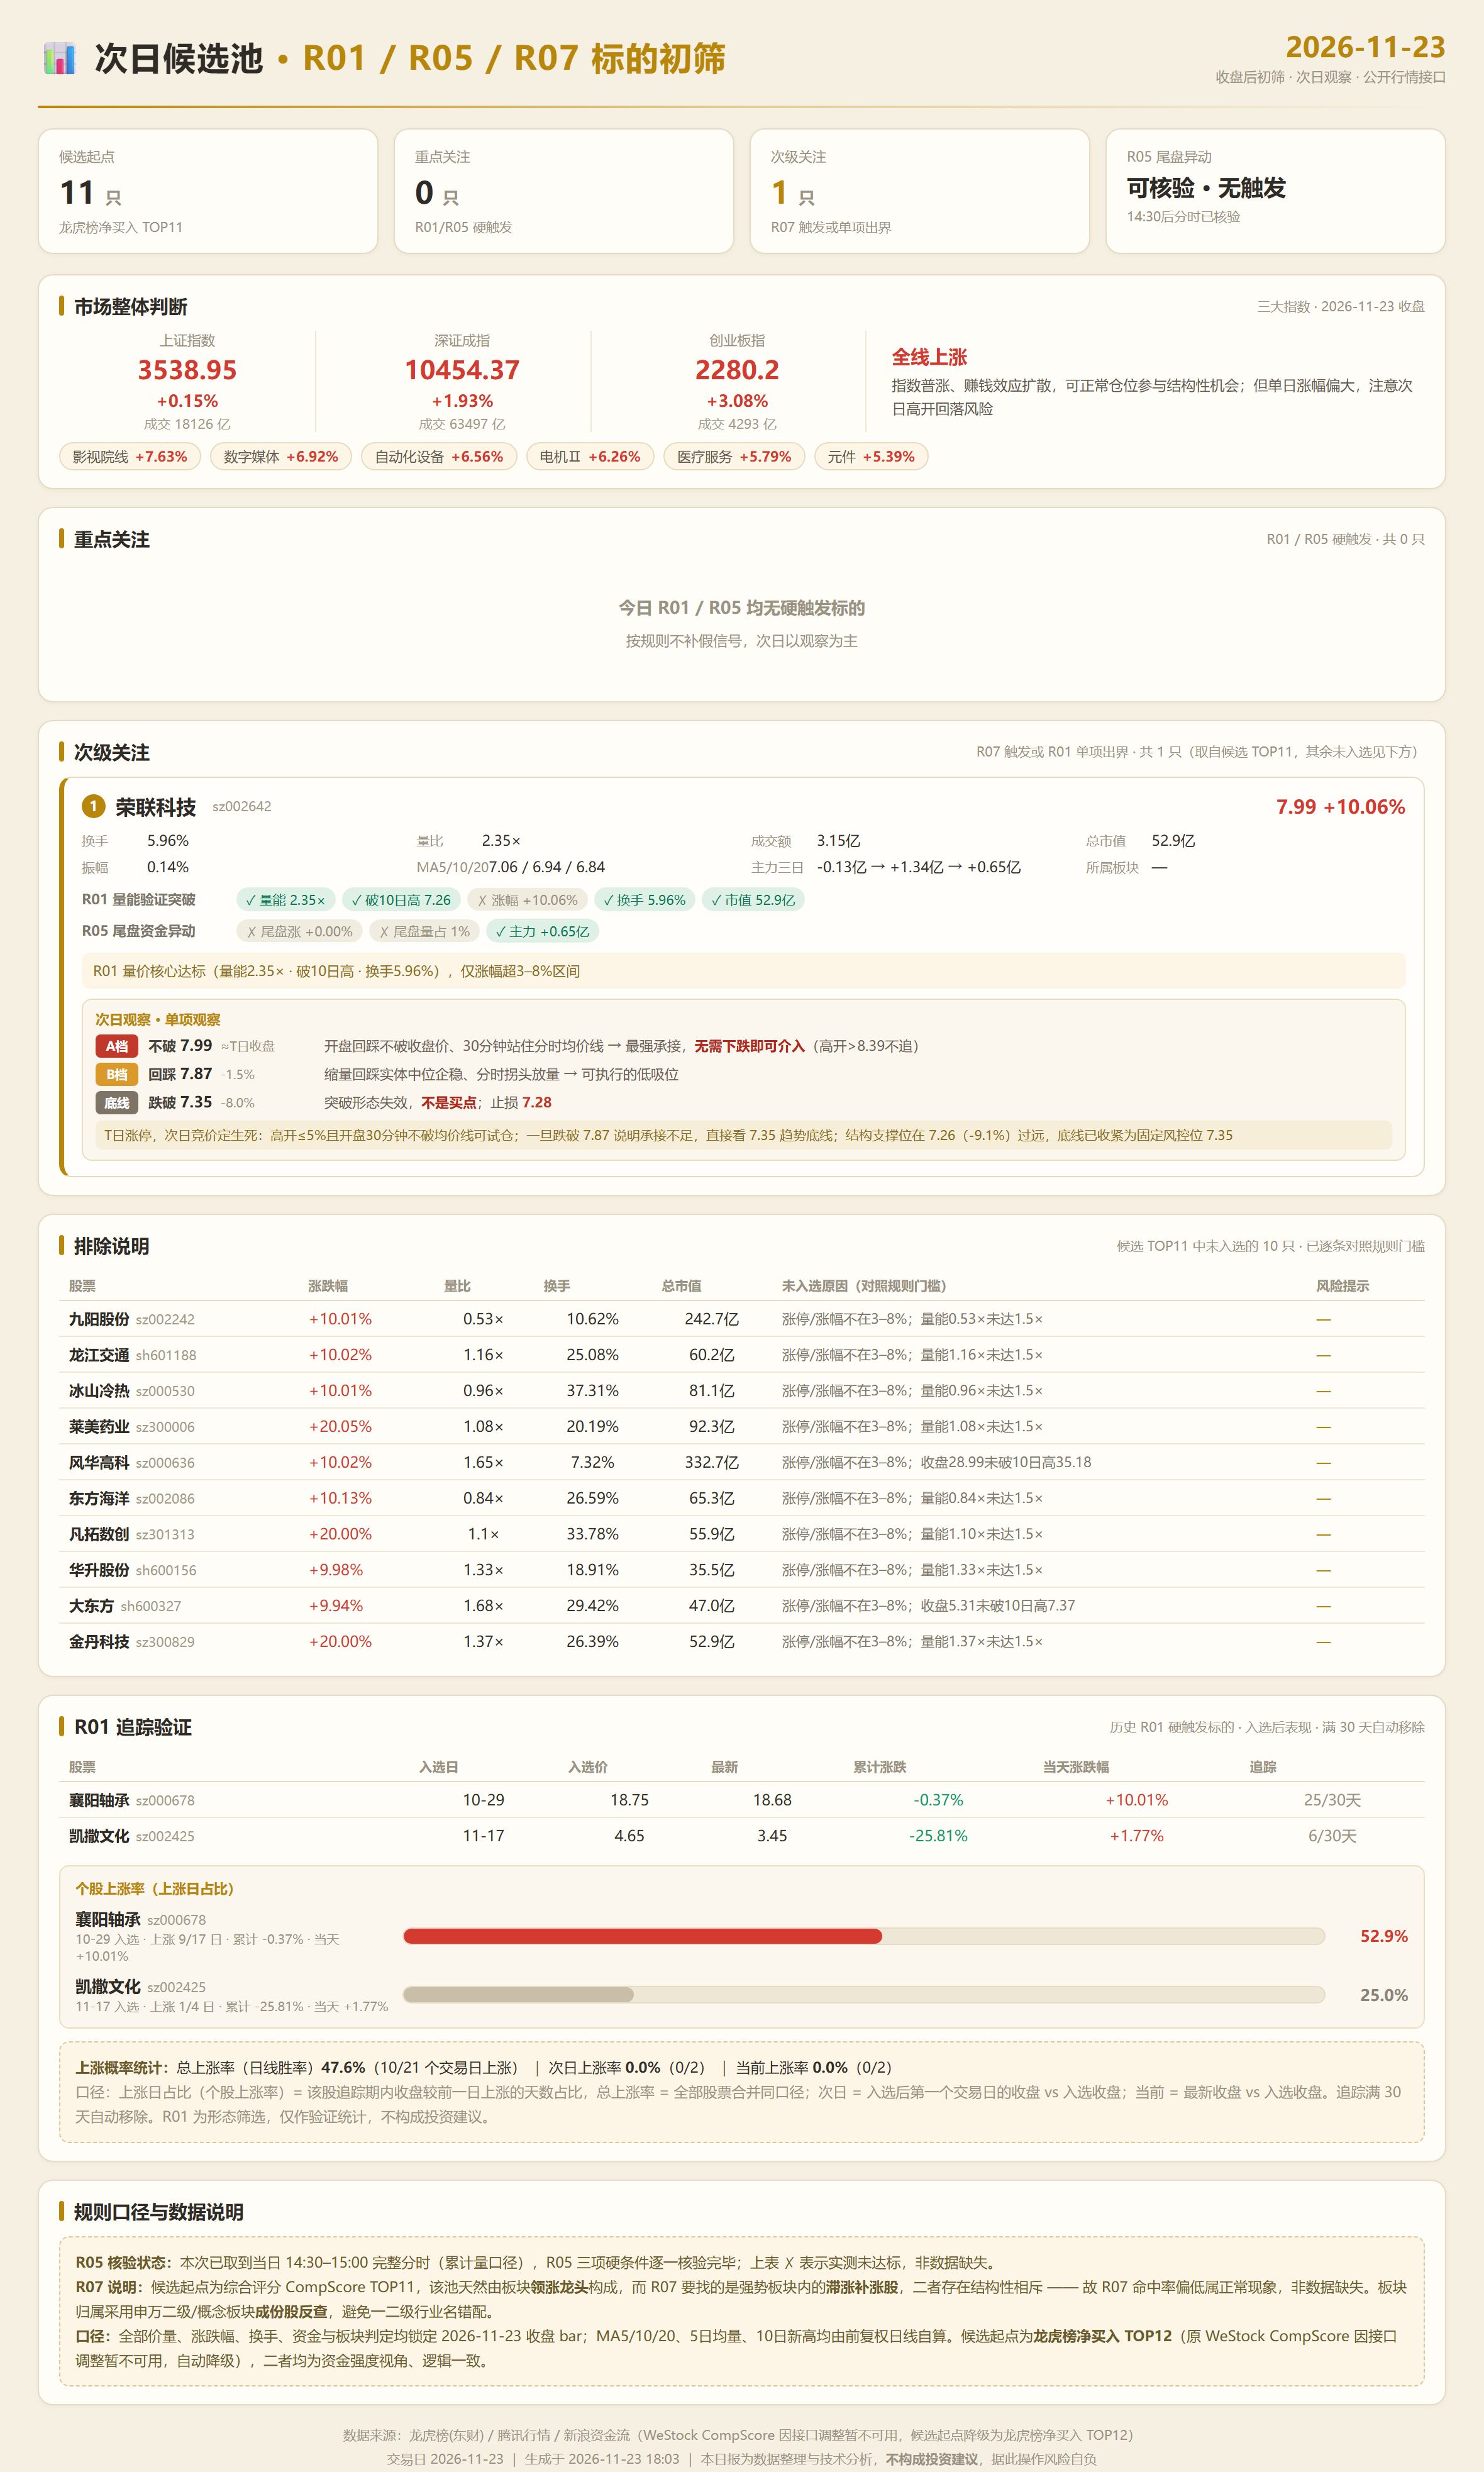 次日候选池 · R01 / R05 / R07 标的初筛
2026-11-23
收盘后初筛 · 次日观察 · 公开行情接口
候选起点
11 只
龙虎榜净买入 TOP11
重点关注
0 只
R01/R05 硬触发
次级关注
1 只
R07 触发或单项出界
R05 尾盘异动
可核验 · 无触发
14:30后分时已核验
市场整体判断
三大指数 · 2026-11-23 收盘
上证指数
3538.95
+0.15%
成交 18126 亿
深证成指
10454.37
+1.93%
成交 63497 亿
创业板指
2280.2
+3.08%
成交 4293 亿
全线上涨
指数普涨、赚钱效应扩散，可正常仓位参与结构性机会；但单日涨幅偏大，注意次
日高开回落风险
影视院线 +7.63%
数字媒体 +6.92%
自动化设备 +6.56%
电机Ⅱ +6.26%
医疗服务 +5.79%
元件 +5.39%
重点关注
R01 / R05 硬触发 · 共 0 只
今日 R01 / R05 均无硬触发标的
按规则不补假信号，次日以观察为主
次级关注
R07 触发或 R01 单项出界 · 共 1 只（取自候选 TOP11，其余未入选见下方）
1 荣联科技 sz002642
7.99 +10.06%
换手 5.96%
量比 2.35×
成交额 3.15亿
总市值 52.9亿
振幅 0.14%
MA5/10/20 7.06 / 6.94 / 6.84
主力三日 -0.13亿 → +1.34亿 → +0.65亿
所属板块 —
R01 量能验证突破 ✓ 量能 2.35× ✓ 破10日高 7.26 ✗ 涨幅 +10.06% ✓ 换手 5.96% ✓ 市值 52.9亿
R05 尾盘资金异动 ✗ 尾盘涨 +0.00% ✗ 尾盘量占 1% ✓ 主力 +0.65亿
R01 量价核心达标（量能2.35× · 破10日高 · 换手5.96%），仅涨幅超3–8%区间
次日观察 · 单项观察
A档 不破 7.99 ≈T日收盘 开盘回踩不破收盘价、30分钟站住分时均价线 → 最强承接，无需下跌即可介入（高开>8.39不追）
B档 回踩 7.87 -1.5% 缩量回踩实体中位企稳、分时拐头放量 → 可执行的低吸位
底线 跌破 7.35 -8.0% 突破形态失效，不是买点；止损 7.28
T日涨停，次日竞价定生死：高开≤5%且开盘30分钟不破均价线可试仓；一旦跌破 7.87 说明承接不足，直接看 7.35 趋势底线；结构支撑位在 7.26（-9.1%）过远，底线已收紧为固定风控位 7.35
排除说明
候选 TOP11 中未入选的 10 只 · 已逐条对照规则门槛
股票 涨跌幅 量比 换手 总市值 未入选原因（对照规则门槛） 风险提示
九阳股份 sz002242 +10.01% 0.53× 10.62% 242.7亿 涨停/涨幅不在3–8%；量能0.53×未达1.5× —
龙江交通 sh601188 +10.02% 1.16× 25.08% 60.2亿 涨停/涨幅不在3–8%；量能1.16×未达1.5× —
冰山冷热 sz000530 +10.01% 0.96× 37.31% 81.1亿 涨停/涨幅不在3–8%；量能0.96×未达1.5× —
莱美药业 sz300006 +20.05% 1.08× 20.19% 92.3亿 涨停/涨幅不在3–8%；量能1.08×未达1.5× —
风华高科 sz000636 +10.02% 1.65× 7.32% 332.7亿 涨停/涨幅不在3–8%；收盘28.99未破10日高35.18 —
东方海洋 sz002086 +10.13% 0.84× 26.59% 65.3亿 涨停/涨幅不在3–8%；量能0.84×未达1.5× —
凡拓数创 sz301313 +20.00% 1.1× 33.78% 55.9亿 涨停/涨幅不在3–8%；量能1.10×未达1.5× —
华升股份 sh600156 +9.98% 1.33× 18.91% 35.5亿 涨停/涨幅不在3–8%；量能1.33×未达1.5× —
大东方 sh600327 +9.94% 1.68× 29.42% 47.0亿 涨停/涨幅不在3–8%；收盘5.31未破10日高7.37 —
金丹科技 sz300829 +20.00% 1.37× 26.39% 52.9亿 涨停/涨幅不在3–8%；量能1.37×未达1.5× —
R01 追踪验证
历史 R01 硬触发标的 · 入选后表现 · 满 30 天自动移除
股票 入选日 入选价 最新 累计涨跌 当天涨跌幅 追踪
襄阳轴承 sz000678 10-29 18.75 18.68 -0.37% +10.01% 25/30天
凯撒文化 sz002425 11-17 4.65 3.45 -25.81% +1.77% 6/30天
个股上涨率（上涨日占比）
襄阳轴承 sz000678
10-29 入选 · 上涨 9/17 日 · 累计 -0.37% · 当天
+10.01%
52.9%
凯撒文化 sz002425
11-17 入选 · 上涨 1/4 日 · 累计 -25.81% · 当天 +1.77%
25.0%
上涨概率统计：总上涨率（日线胜率）47.6%（10/21 个交易日上涨） ｜ 次日上涨率 0.0%（0/2） ｜ 当前上涨率 0.0%（0/2）
口径：上涨日占比（个股上涨率）= 该股追踪期内收盘较前一日上涨的天数占比，总上涨率 = 全部股票合并同口径；次日 = 入选后第一个交易日的收盘 vs 入选收盘；当前 = 最新收盘 vs 入选收盘。追踪满 30
天自动移除。R01 为形态筛选，仅作验证统计，不构成投资建议。
规则口径与数据说明
R05 核验状态：本次已取到当日 14:30–15:00 完整分时（累计量口径），R05 三项硬条件逐一核验完毕；上表 ✗ 表示实测未达标，非数据缺失。
R07 说明：候选起点为综合评分 CompScore TOP11，该池天然由板块领涨龙头构成，而 R07 要找的是强势板块内的滞涨补涨股，二者存在结构性相斥 —— 故 R07 命中率偏低属正常现象，非数据缺失。板块
归属采用申万二级/概念板块成份股反查，避免一二级行业名错配。
口径：全部价量、涨跌幅、换手、资金与板块判定均锁定 2026-11-23 收盘 bar；MA5/10/20、5日均量、10日新高均由前复权日线自算。候选起点为龙虎榜净买入 TOP12（原 WeStock CompScore 因接口
调整暂不可用，自动降级），二者均为资金强度视角、逻辑一致。
数据来源：龙虎榜(东财) / 腾讯行情 / 新浪资金流（WeStock CompScore 因接口调整暂不可用，候选起点降级为龙虎榜净买入 TOP12）
交易日 2026-11-23 ｜ 生成于 2026-11-23 18:03 ｜ 本日报为数据整理与技术分析，不构成投资建议，据此操作风险自负